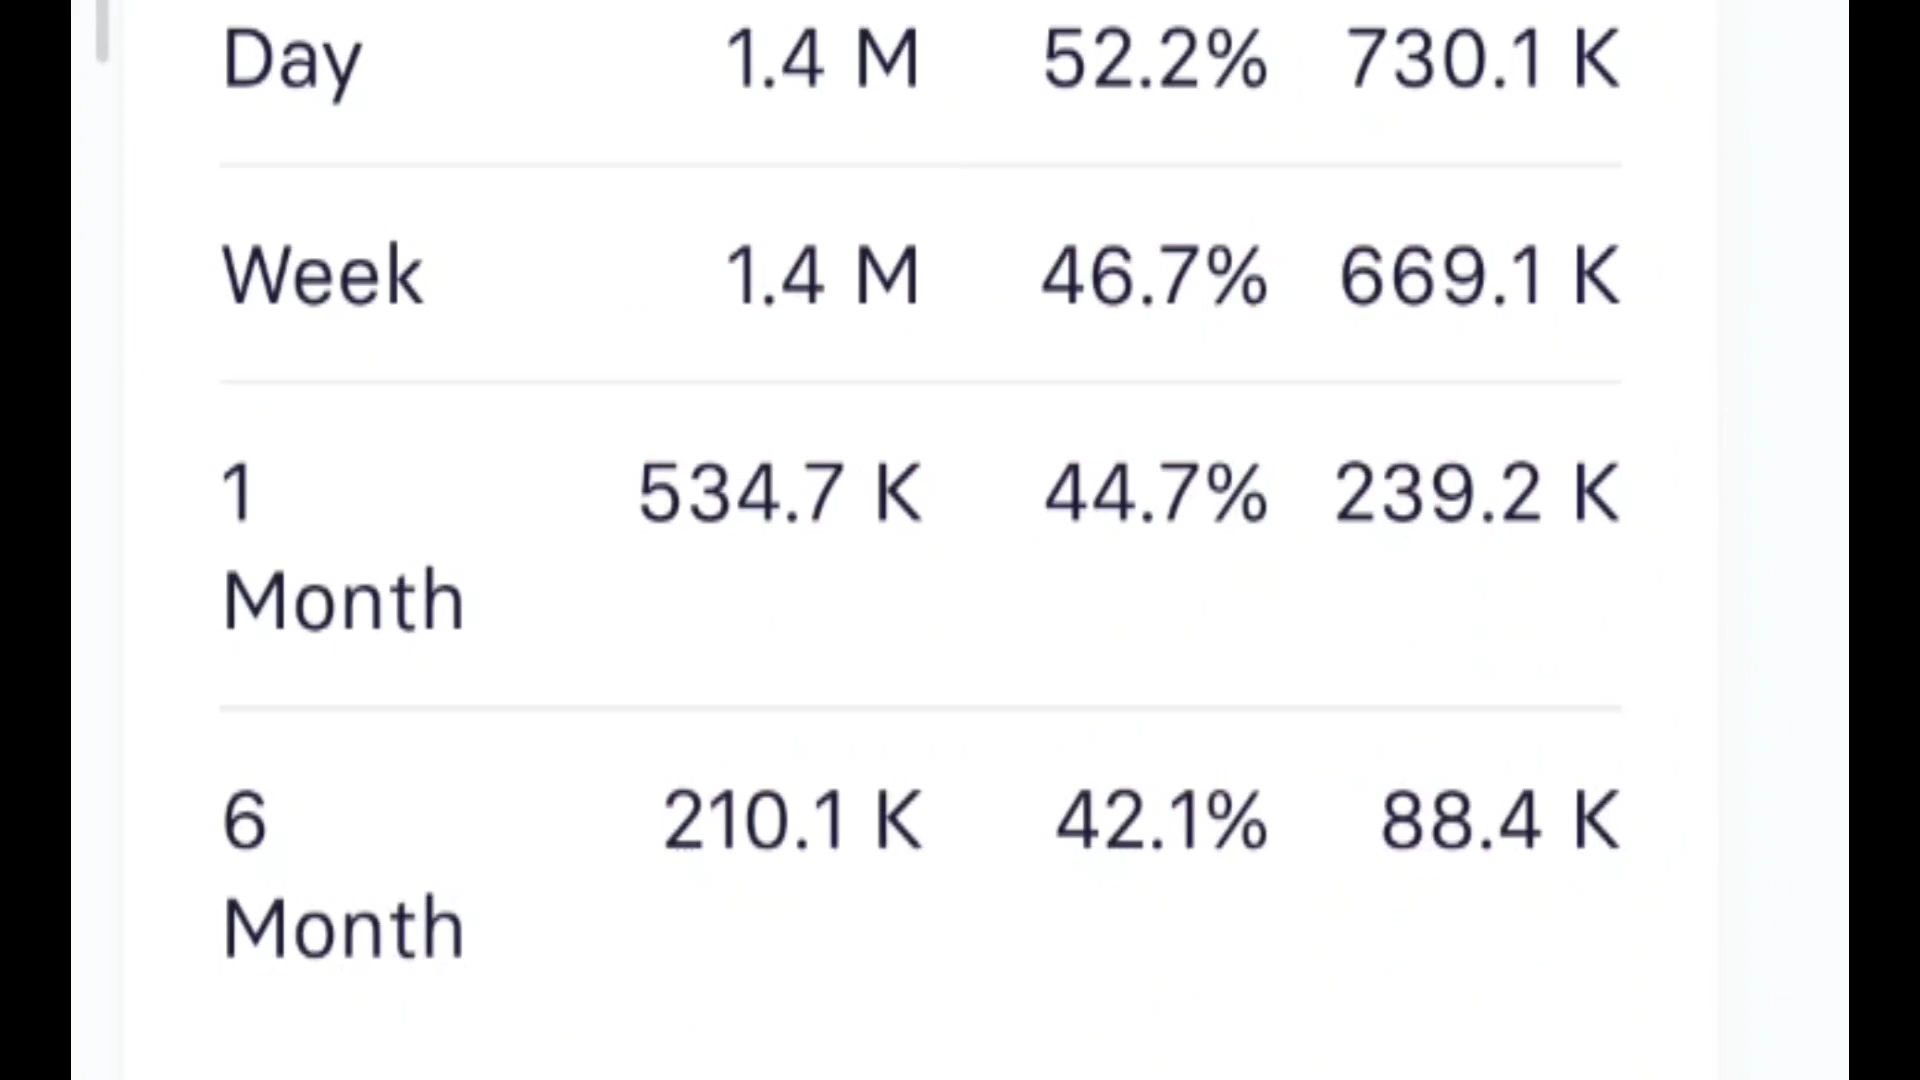 Day 1.4 M 52.2% 730.1 K
Week 1.4 M 46.7% 669.1 K
1 534.7 K 44.7% 239.2 K
Month
6 210.1 K 42.1% 88.4 K
Month